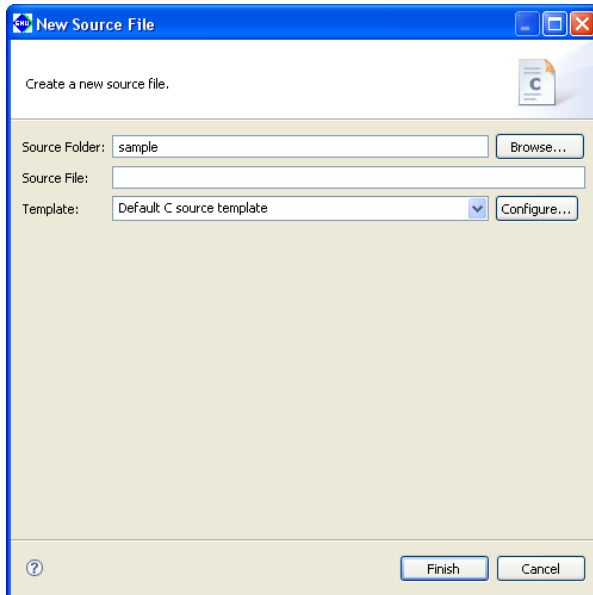 GNU New Source File
Create a new source file.
C
Source Folder: sample Browse...
Source File:
Template: Default C source template Configure...
? Finish Cancel